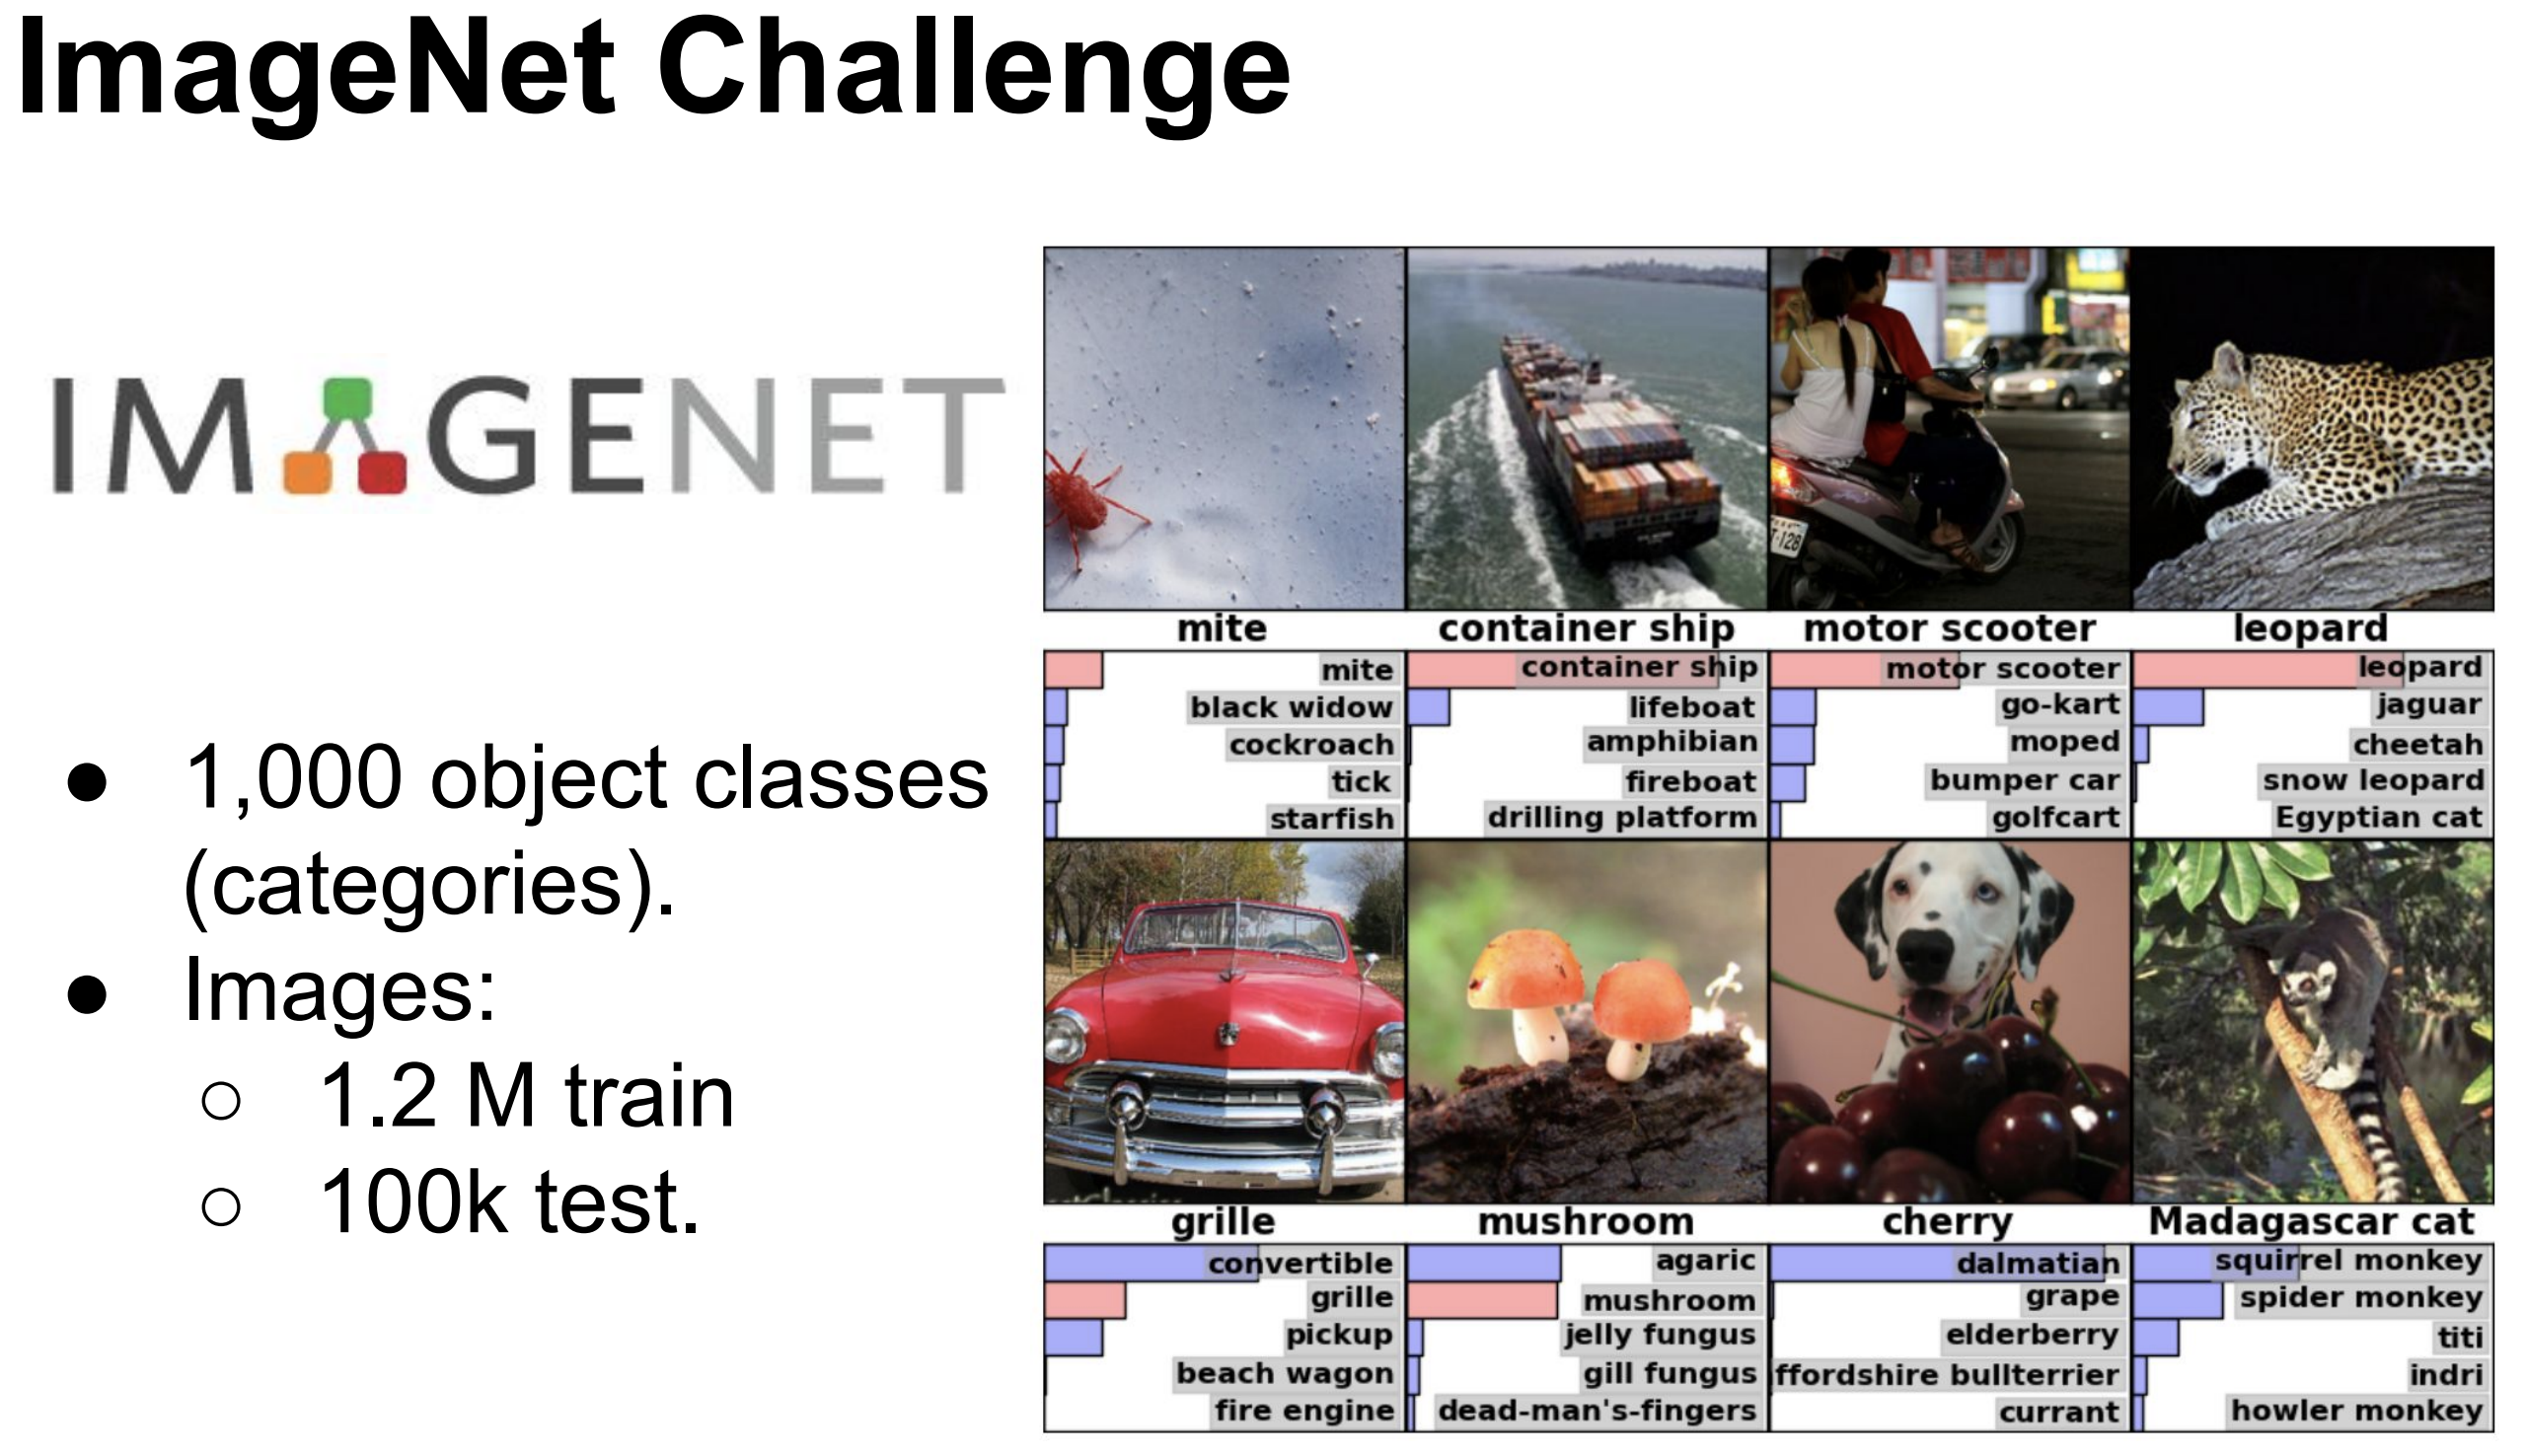 ImageNet Challenge
IMAGENET
● 1,000 object classes
(categories).
● Images:
○ 1.2 M train
○ 100k test.
mite
container ship
motor scooter
leopard
mite
black widow
cockroach
tick
starfish
container ship
lifeboat
amphibian
fireboat
drilling platform
motor scooter
go-kart
moped
bumper car
golfcart
leopard
jaguar
cheetah
snow leopard
Egyptian cat
grille
mushroom
cherry
Madagascar cat
convertible
grille
pickup
beach wagon
fire engine
agaric
mushroom
jelly fungus
gill fungus
dead-man's-fingers
dalmatian
grape
elderberry
ffordshire bullterrier
currant
squirrel monkey
spider monkey
titi
indri
howler monkey